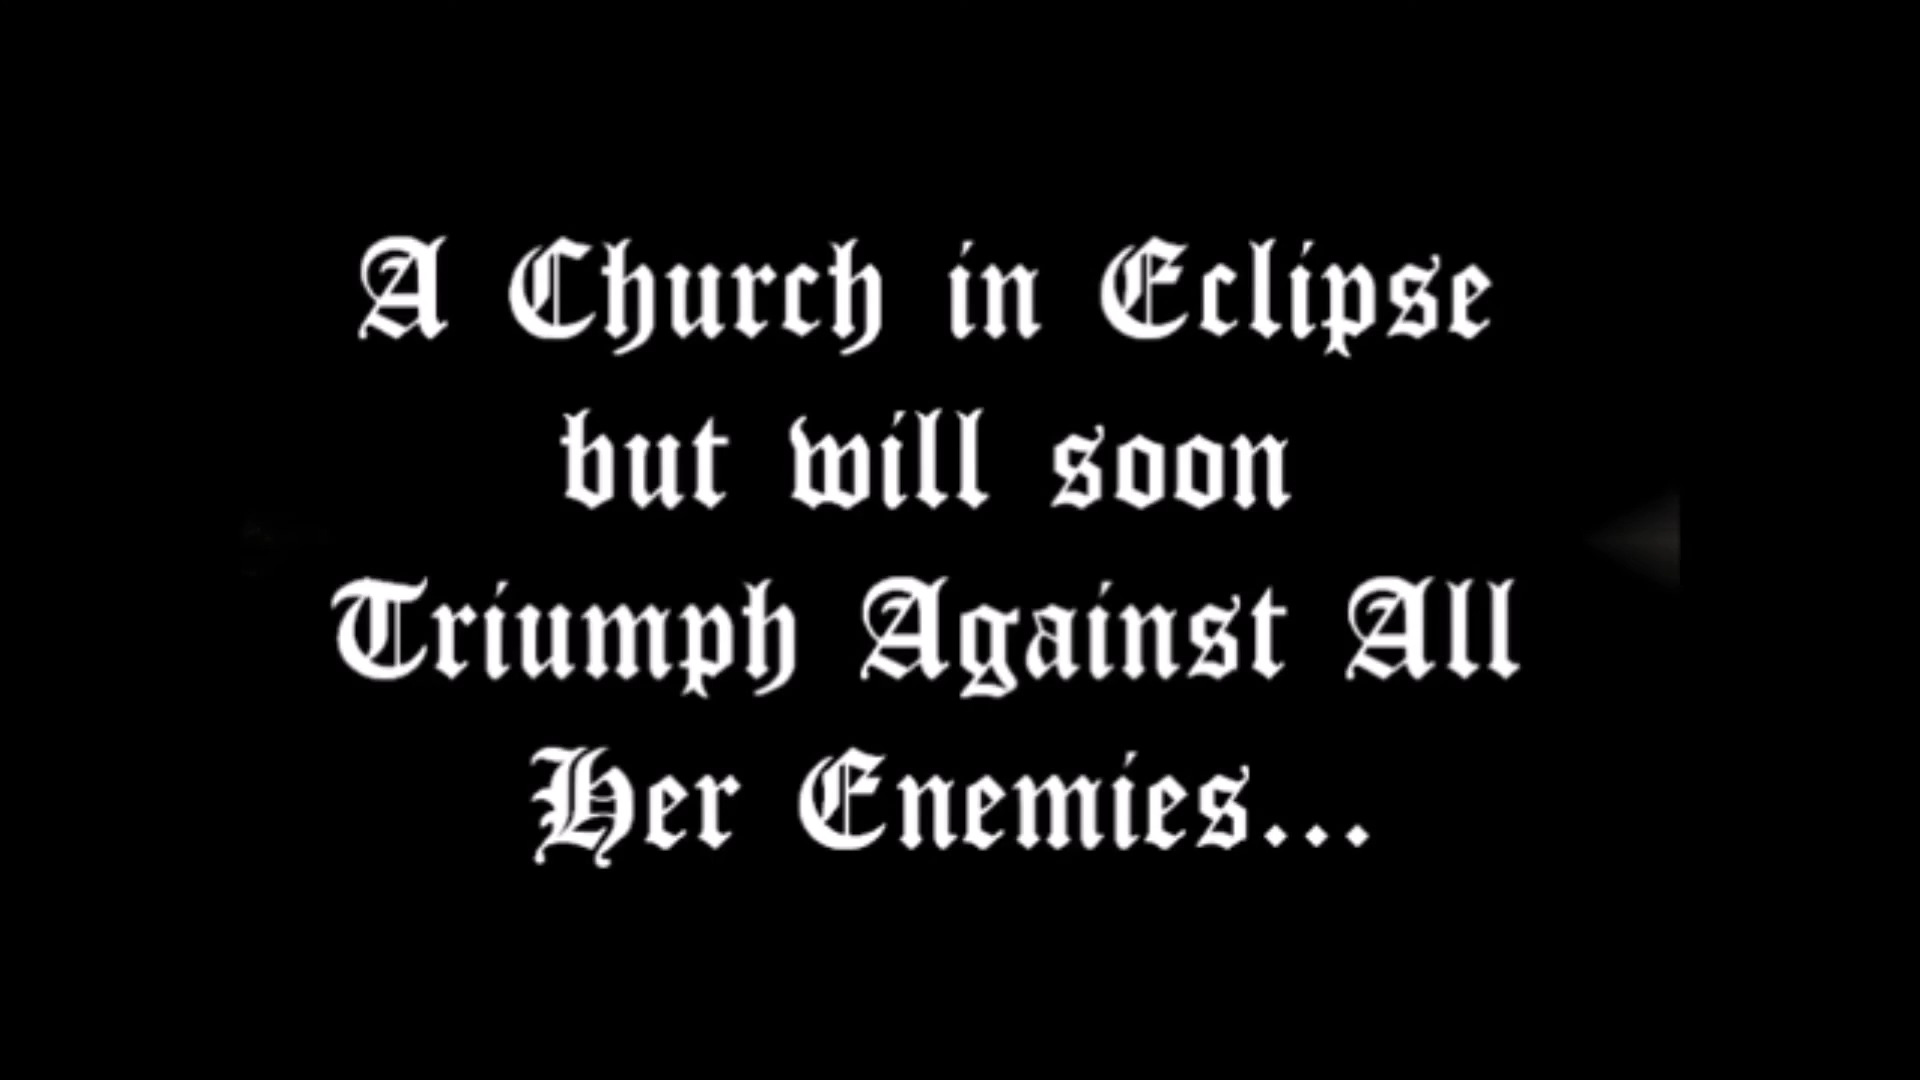 A Church in Eclipse
but will soon
Triumph Against All
Her Enemies...